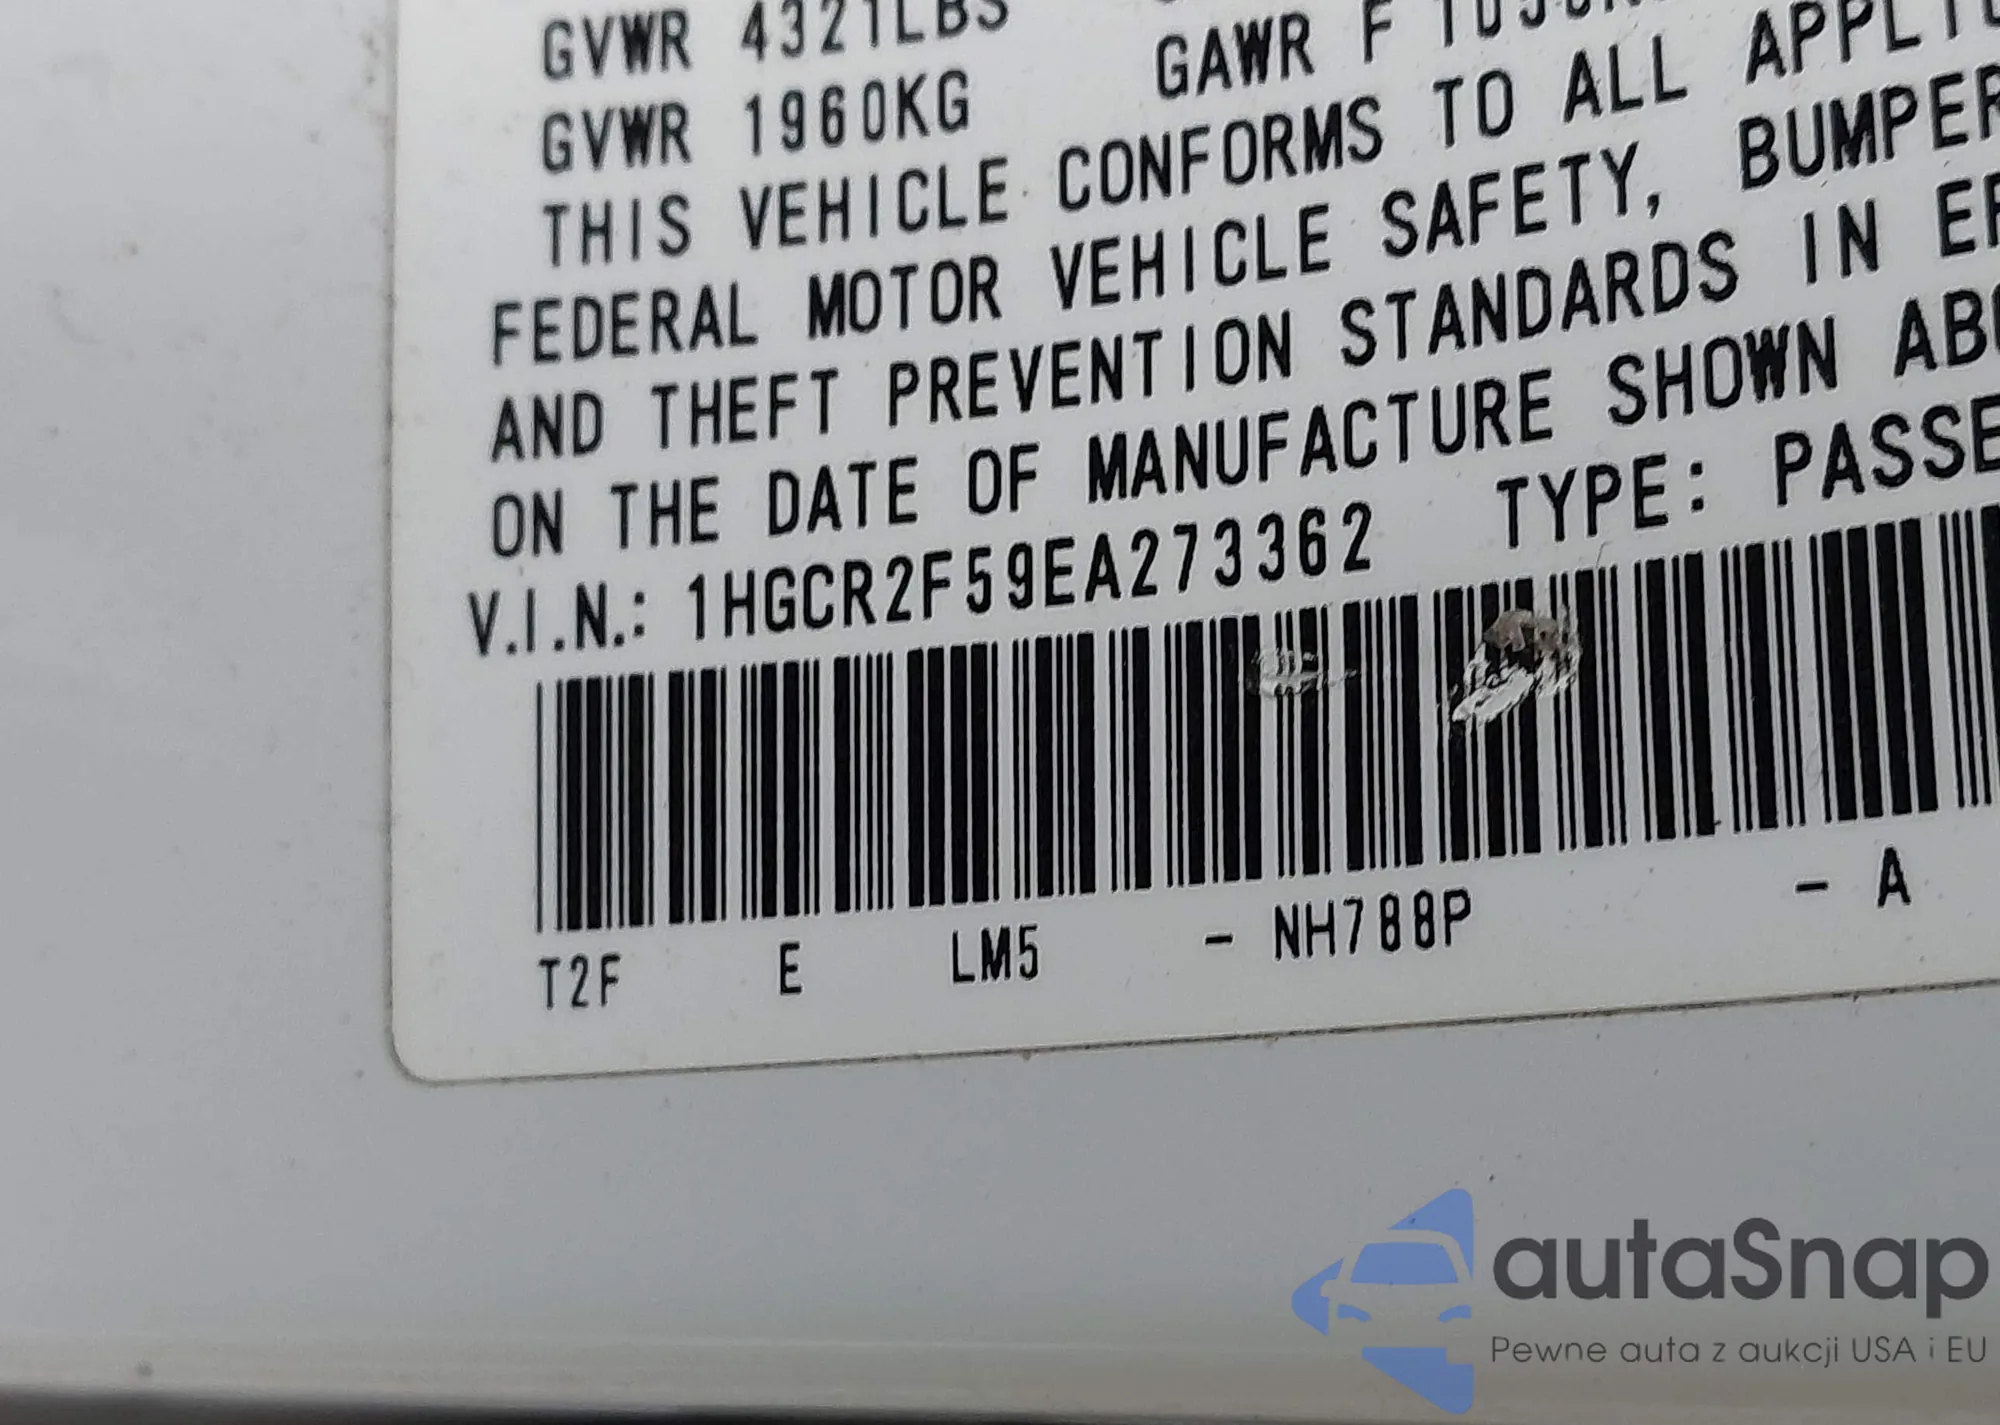 GVWR 4321LBS
GVWR 1960KG GAWR F
THIS VEHICLE CONFORMS TO ALL
FEDERAL MOTOR VEHICLE SAFETY, BUMPER
AND THEFT PREVENTION STANDARDS IN
ON THE DATE OF MANUFACTURE SHOWN
V.I.N.: 1HGCR2F59EA273362 TYPE:
T2F E LM5 - NH788P - A
autaSnap
Pewne auta z aukcji USA i EU